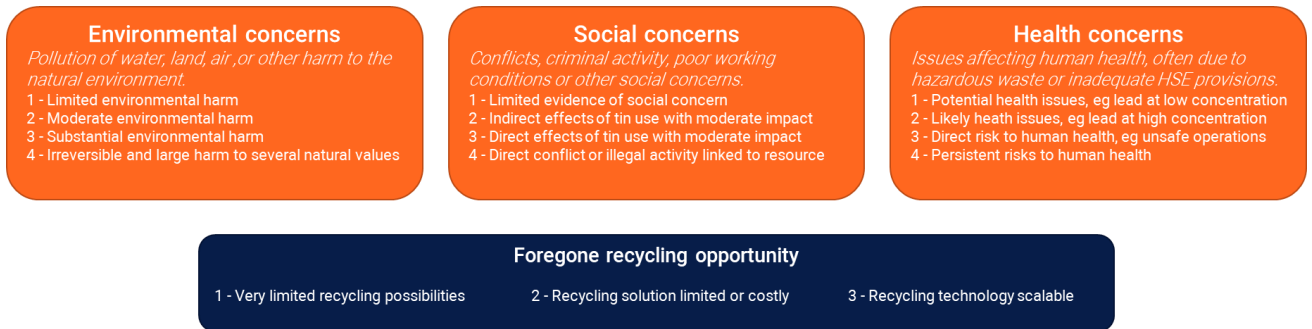 Environmental concerns
Pollution of water, land, air ,or other harm to the
natural environment.
1 - Limited environmental harm
2 - Moderate environmental harm
3 - Substantial environmental harm
4 - Irreversible and large harm to several natural values
Social concerns
Conflicts, criminal activity, poor working
conditions or other social concerns.
1 - Limited evidence of social concern
2 - Indirect effects of tin use with moderate impact
3 - Direct effects of tin use with moderate impact
4 - Direct conflict or illegal activity linked to resource
Health concerns
Issues affecting human health, often due to
hazardous waste or inadequate HSE provisions.
1 - Potential health issues, eg lead at low concentration
2 - Likely heath issues, eg lead at high concentration
3 - Direct risk to human health, eg unsafe operations
4 - Persistent risks to human health
Foregone recycling opportunity
1 - Very limited recycling possibilities
2 - Recycling solution limited or costly
3 - Recycling technology scalable